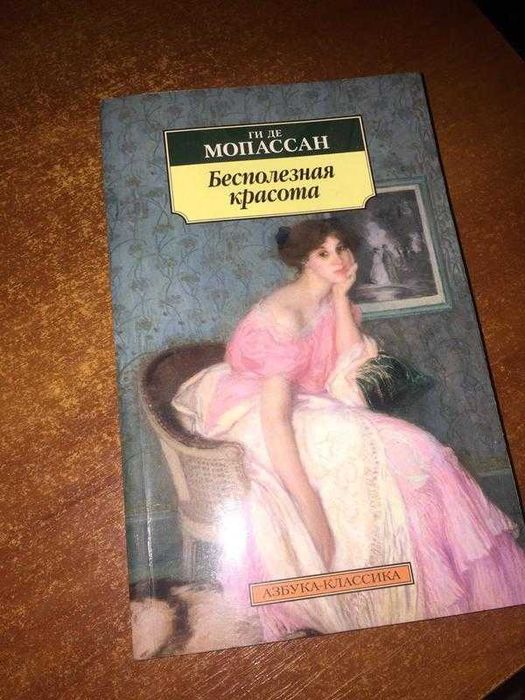 ГИ ДЕ
МОПАССАН
Бесполезная
красота
АЗБУКА-КЛАССИКА